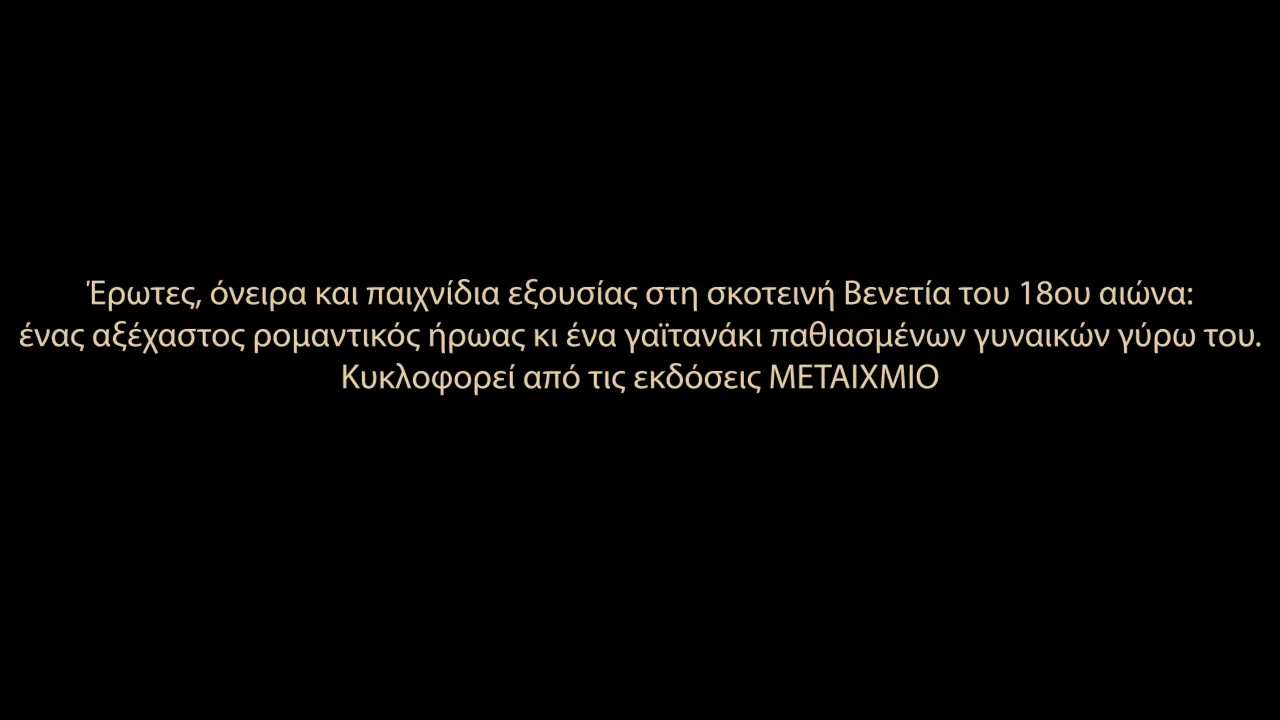 Έρωτες, όνειρα και παιχνίδια εξουσίας στη σκοτεινή Βενετία του 18ου αιώνα:
ένας αξέχαστος ρομαντικός ήρωας κι ένα γαϊτανάκι παθιασμένων γυναικών γύρω του.
Κυκλοφορεί από τις εκδόσεις ΜΕΤΑΙΧΜΙΟ